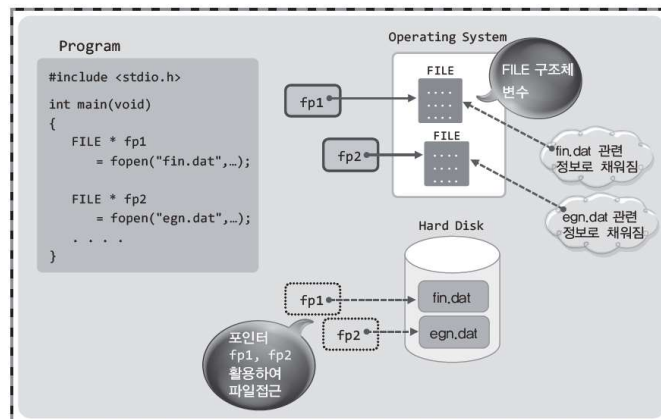 Program
#include <stdio.h>
int main(void)
{
FILE * fp1
= fopen("fin.dat",…);
FILE * fp2
= fopen("egn.dat",…);
. . . .
}
Operating System
FILE
. . . .
. . . .
. . . .
FILE
. . . .
. . . .
. . . .
fp1
fp2
FILE 구조체
변수
fin.dat 관련
정보로 채워짐
egn.dat 관련
정보로 채워짐
Hard Disk
fp1
fp2
fin.dat
egn.dat
포인터
fp1, fp2
활용하여
파일접근